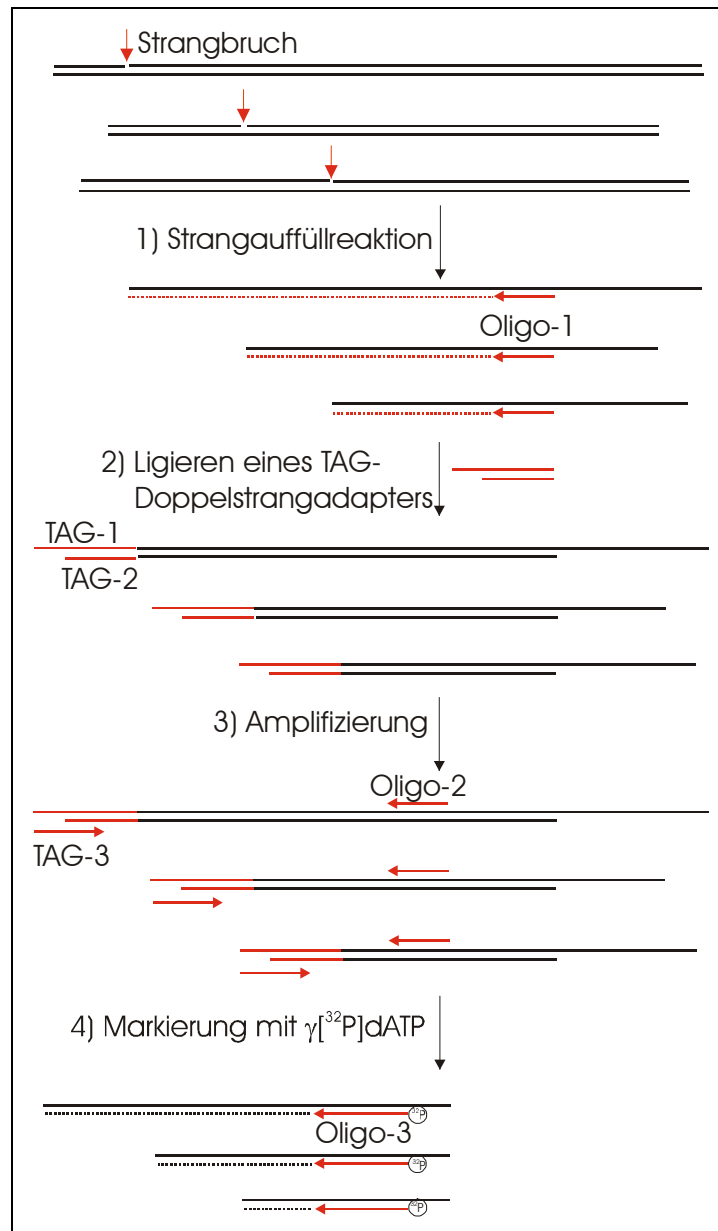 Strangbruch
1) Strangauffüllreaktion
Oligo-1
2) Ligieren eines TAG-
Doppelstrangadapters
TAG-1
TAG-2
3) Amplifizierung
Oligo-2
TAG-3
4) Markierung mit γ[³²P]dATP
³²P
Oligo-3
³²P
³²P